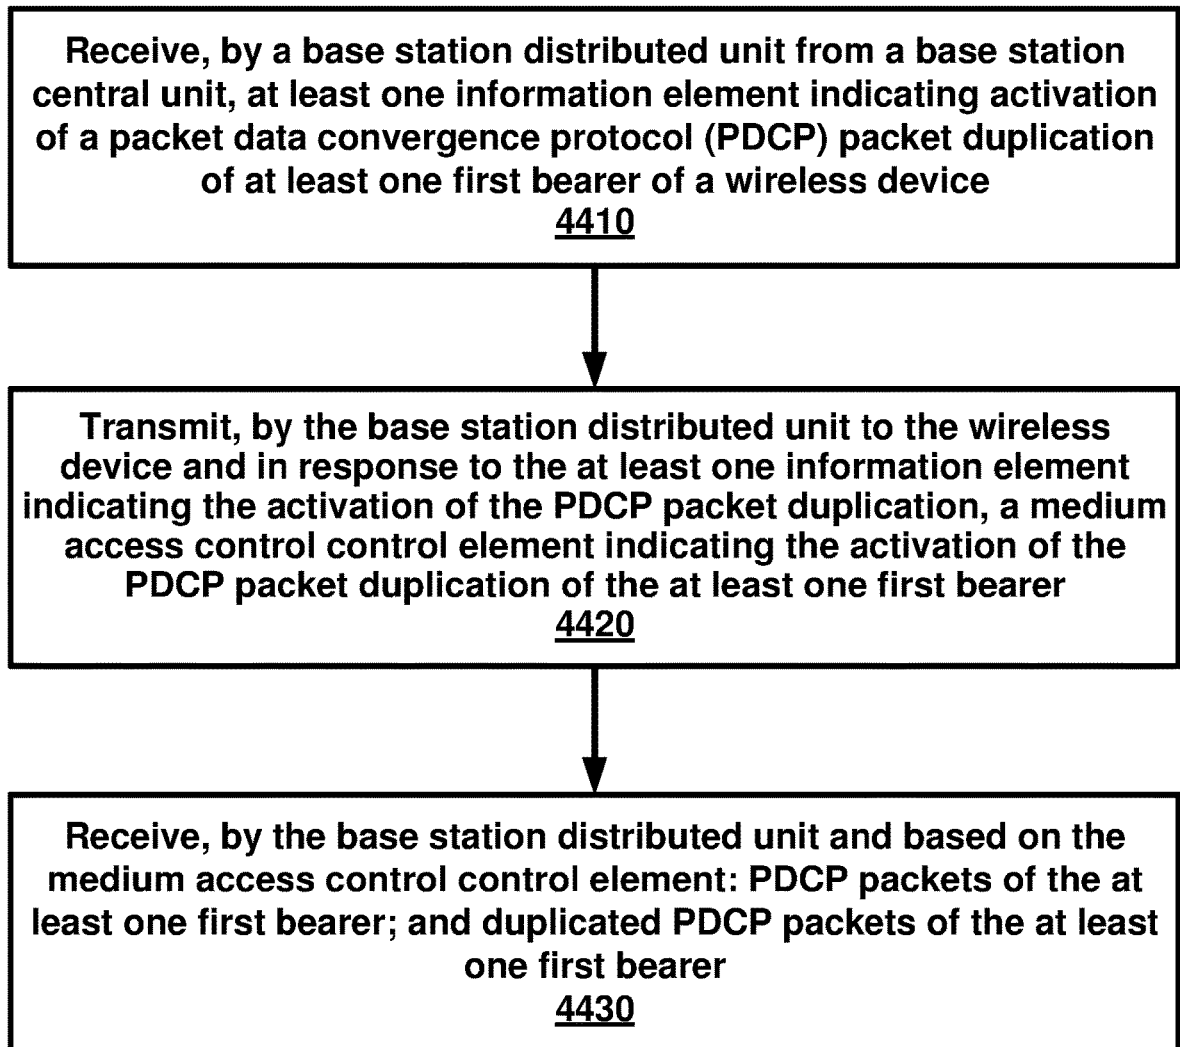 Receive, by a base station distributed unit from a base station
central unit, at least one information element indicating activation
of a packet data convergence protocol (PDCP) packet duplication
of at least one first bearer of a wireless device
4410
Transmit, by the base station distributed unit to the wireless
device and in response to the at least one information element
indicating the activation of the PDCP packet duplication, a medium
access control control element indicating the activation of the
PDCP packet duplication of the at least one first bearer
4420
Receive, by the base station distributed unit and based on the
medium access control control element: PDCP packets of the at
least one first bearer; and duplicated PDCP packets of the at least
one first bearer
4430